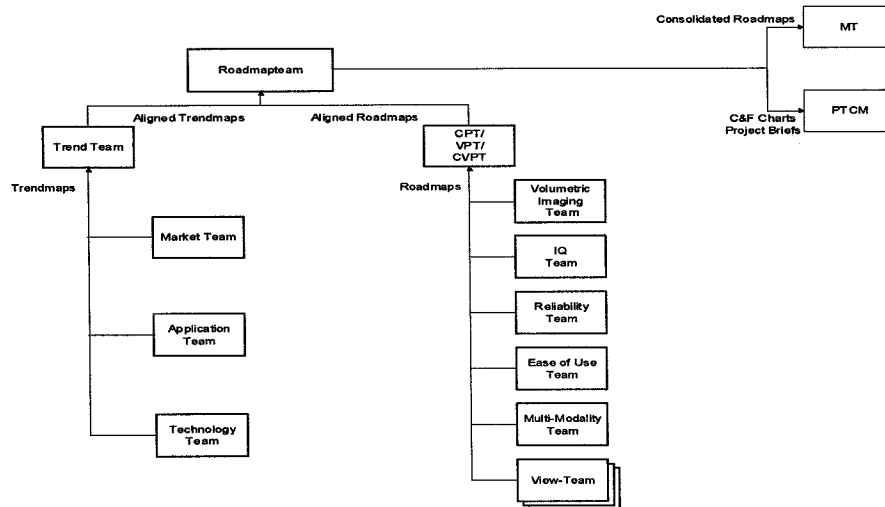 Consolidated Roadmaps
MT
Roadmapteam
C&F Charts
Project Briefs
PTCM
Aligned Trendmaps
Aligned Roadmaps
Trend Team
CPT/
VPT/
CVPT
Trendmaps
Roadmaps
Market Team
Application
Team
Technology
Team
Volumetric
Imaging
Team
IQ
Team
Reliability
Team
Ease of Use
Team
Multi-Modality
Team
View-Team